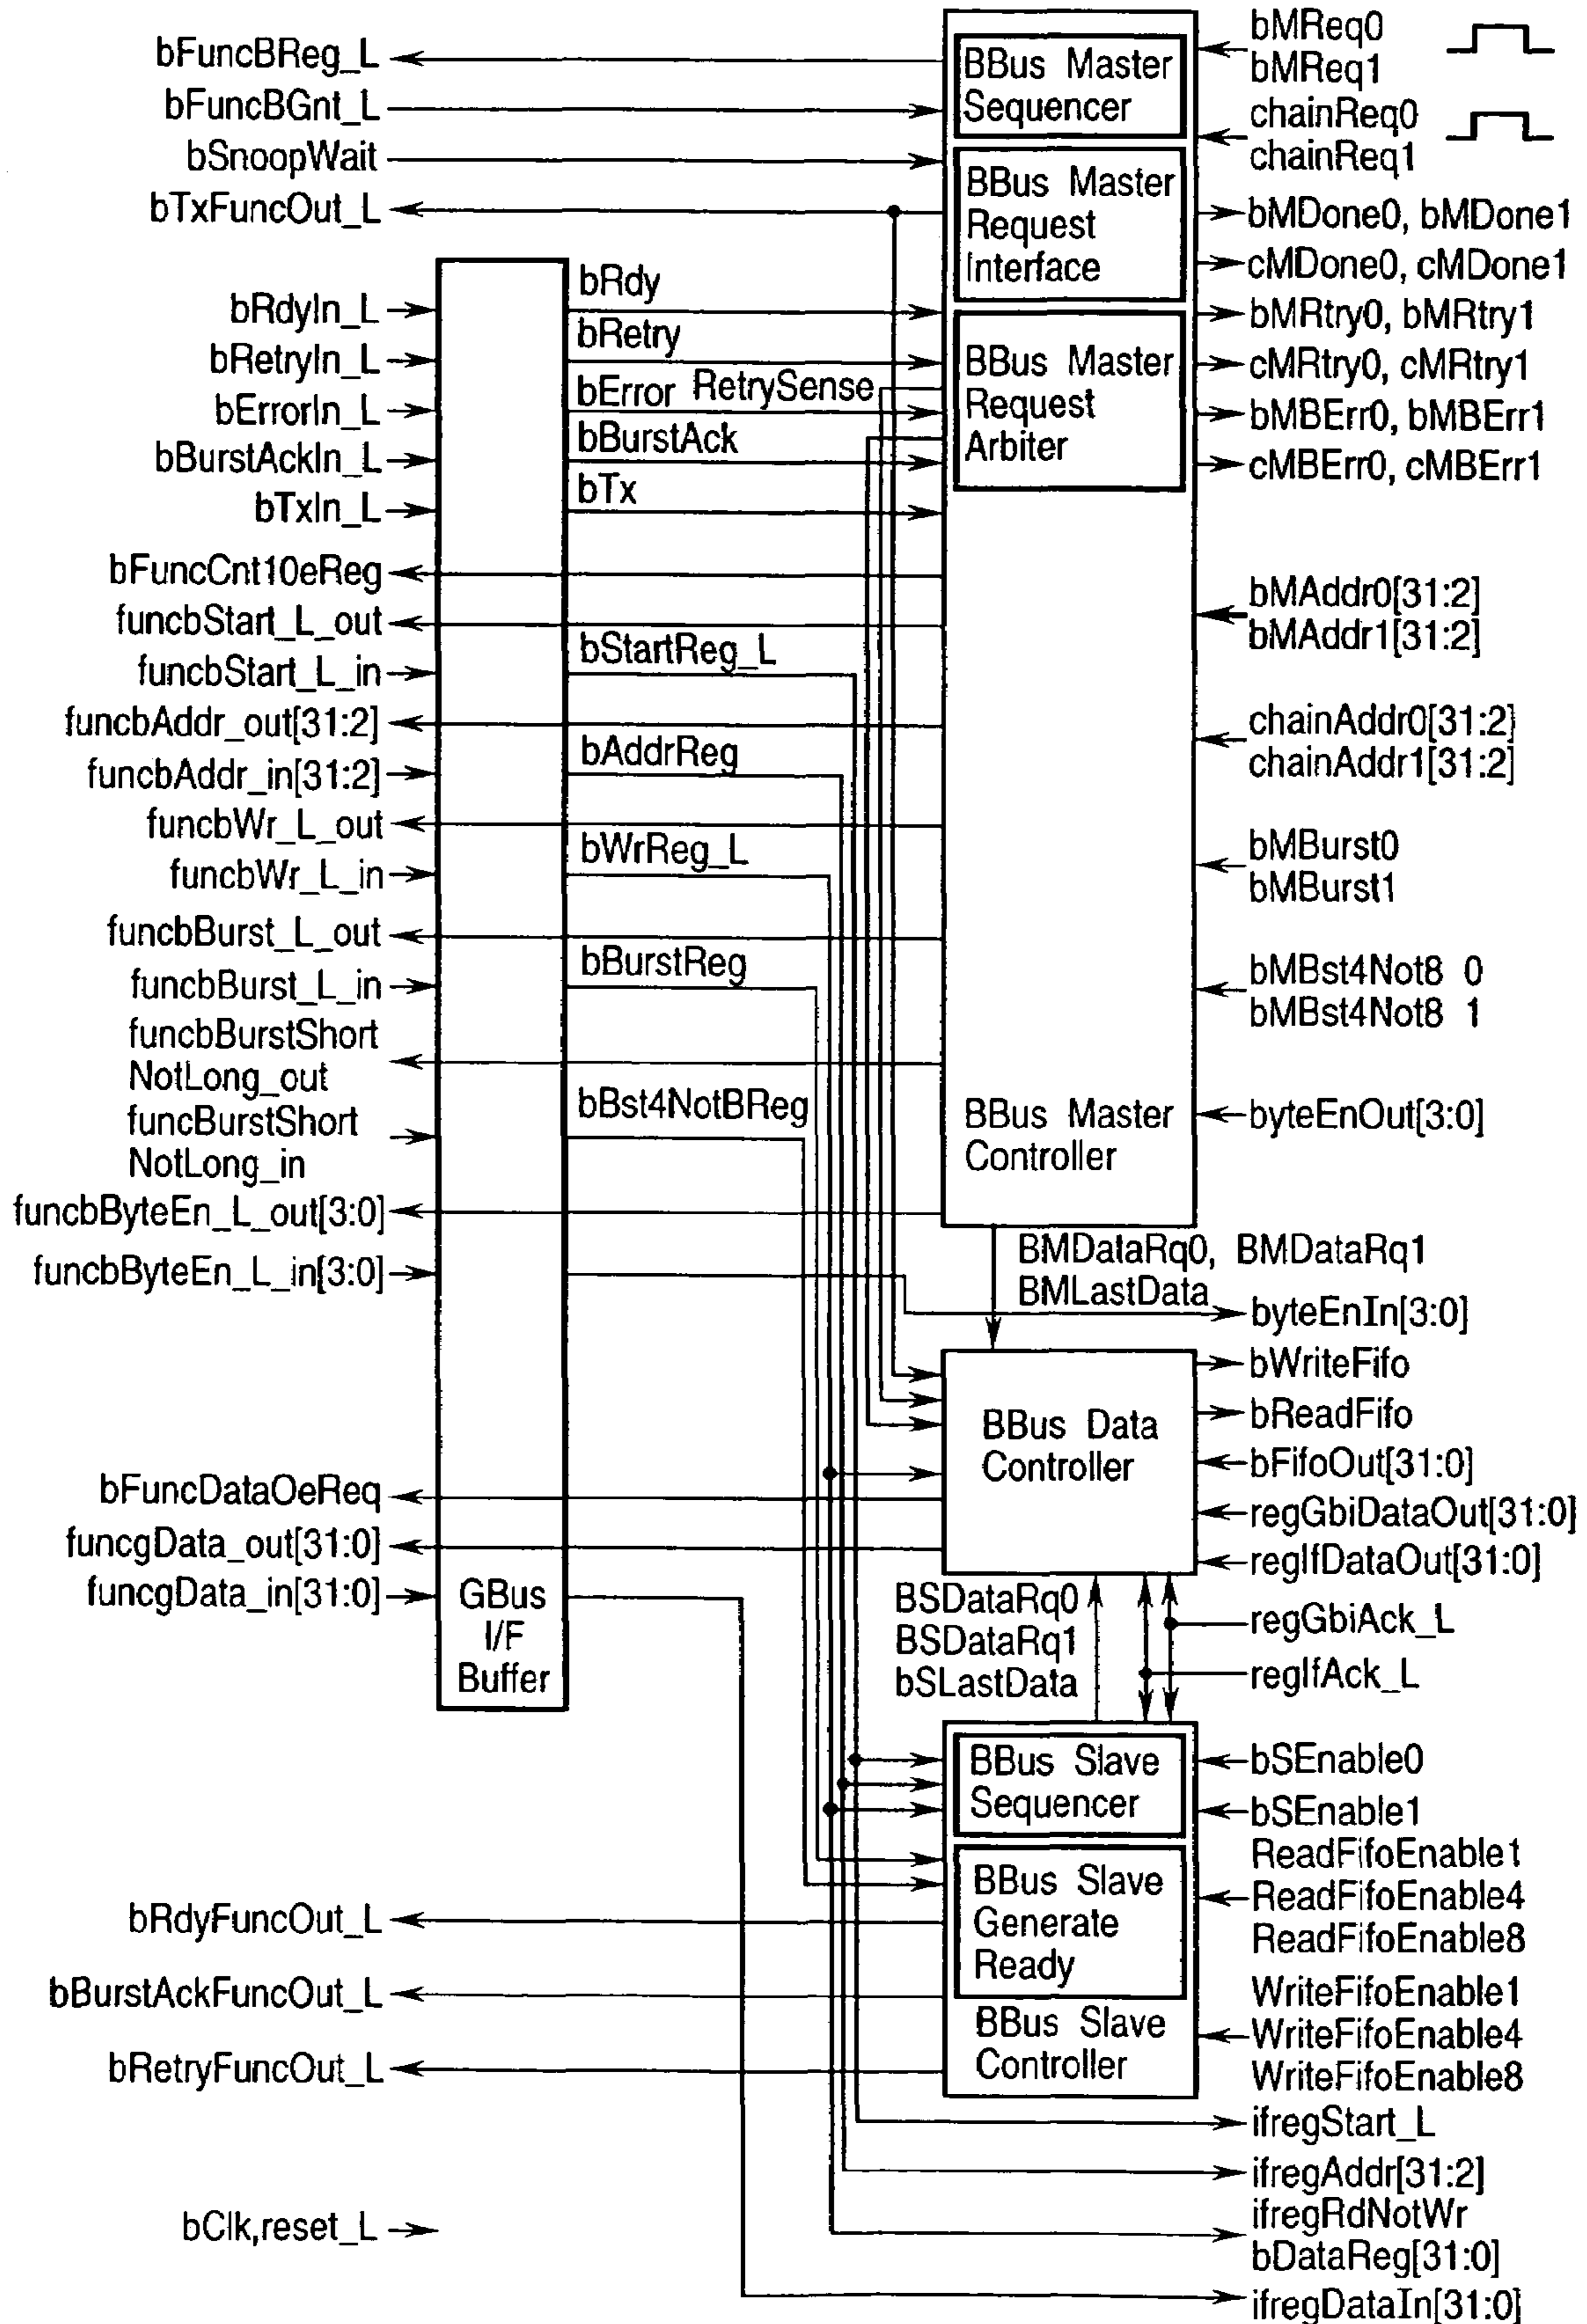 bFuncBReg_L
bFuncBGnt_L
bSnoopWait
bTxFuncOut_L
bRdyIn_L
bRetryIn_L
bErrorIn_L
bBurstAckIn_L
bTxIn_L
bFuncCnt10eReg
funcbStart_L_out
funcbStart_L_in
funcbAddr_out[31:2]
funcbAddr_in[31:2]
funcbWr_L_out
funcbWr_L_in
funcbBurst_L_out
funcbBurst_L_in
funcbBurstShort
NotLong_out
funcBurstShort
NotLong_in
funcbByteEn_L_out[3:0]
funcbByteEn_L_in[3:0]
bFuncDataOeReq
funcgData_out[31:0]
funcgData_in[31:0]
bRdyFuncOut_L
bBurstAckFuncOut_L
bRetryFuncOut_L
bClk,reset_L
GBus
I/F
Buffer
bRdy
bRetry
bError RetrySense
bBurstAck
bTx
bStartReg_L
bAddrReg
bWrReg_L
bBurstReg
bBst4NotBReg
BBus Master
Sequencer
BBus Master
Request
Interface
BBus Master
Request
Arbiter
BBus Master
Controller
BMDataRq0, BMDataRq1
BMLastData
BBus Data
Controller
BSDataRq0
BSDataRq1
bSLastData
BBus Slave
Sequencer
BBus Slave
Generate
Ready
BBus Slave
Controller
bMReq0
bMReq1
chainReq0
chainReq1
bMDone0, bMDone1
cMDone0, cMDone1
bMRtry0, bMRtry1
cMRtry0, cMRtry1
bMBErr0, bMBErr1
cMBErr0, cMBErr1
bMAddr0[31:2]
bMAddr1[31:2]
chainAddr0[31:2]
chainAddr1[31:2]
bMBurst0
bMBurst1
bMBst4Not8 0
bMBst4Not8 1
byteEnOut[3:0]
byteEnIn[3:0]
bWriteFifo
bReadFifo
bFifoOut[31:0]
regGbiDataOut[31:0]
regIfDataOut[31:0]
regGbiAck_L
regIfAck_L
bSEnable0
bSEnable1
ReadFifoEnable1
ReadFifoEnable4
ReadFifoEnable8
WriteFifoEnable1
WriteFifoEnable4
WriteFifoEnable8
ifregStart_L
ifregAddr[31:2]
ifregRdNotWr
bDataReg[31:0]
ifregDataIn[31:0]